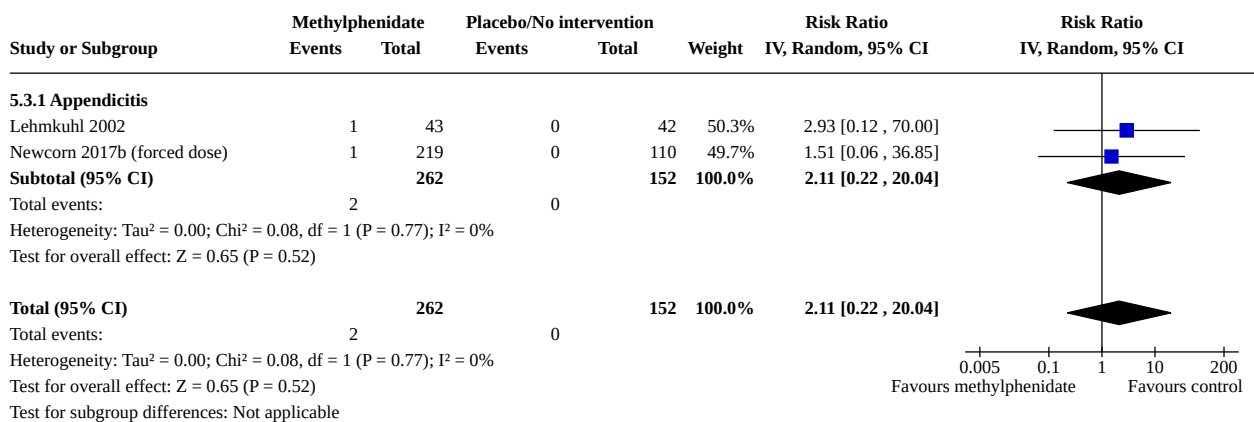 Methylphenidate Placebo/No intervention Risk Ratio Risk Ratio
Study or Subgroup Events Total Events Total Weight IV, Random, 95% CI IV, Random, 95% CI
5.3.1 Appendicitis
Lehmkuhl 2002 1 43 0 42 50.3% 2.93 [0.12 , 70.00]
Newcorn 2017b (forced dose) 1 219 0 110 49.7% 1.51 [0.06 , 36.85]
Subtotal (95% CI) 262 152 100.0% 2.11 [0.22 , 20.04]
Total events: 2 0
Heterogeneity: Tau² = 0.00; Chi² = 0.08, df = 1 (P = 0.77); I² = 0%
Test for overall effect: Z = 0.65 (P = 0.52)
Total (95% CI) 262 152 100.0% 2.11 [0.22 , 20.04]
Total events: 2 0
Heterogeneity: Tau² = 0.00; Chi² = 0.08, df = 1 (P = 0.77); I² = 0%
0.005 0.1 1 10 200
Test for overall effect: Z = 0.65 (P = 0.52)
Favours methylphenidate Favours control
Test for subgroup differences: Not applicable